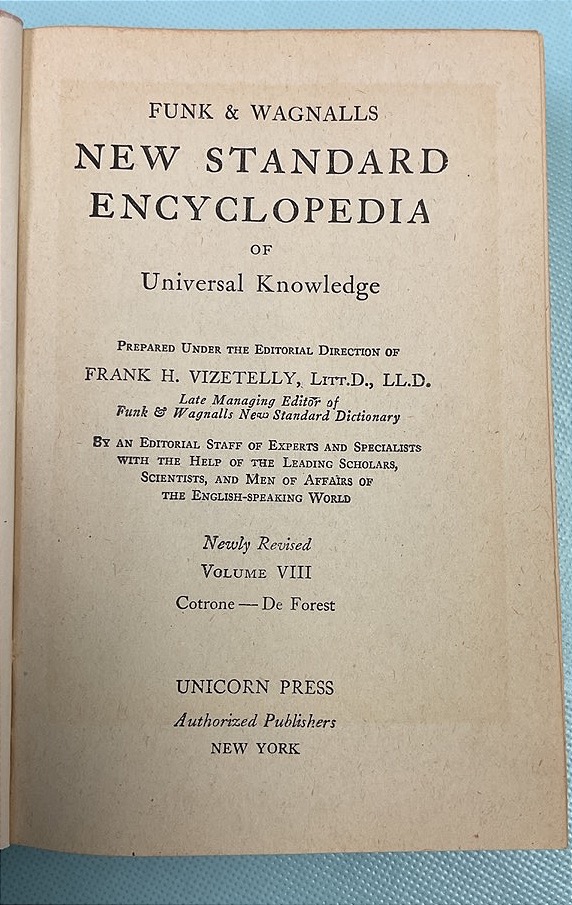 FUNK & WAGNALLS
NEW STANDARD
ENCYCLOPEDIA
OF
Universal Knowledge
Prepared Under the Editorial Direction of
FRANK H. VIZETELLY, Litt.D., LL.D.
Late Managing Editor of
Funk & Wagnalls New Standard Dictionary
By an Editorial Staff of Experts and Specialists
with the Help of the Leading Scholars,
Scientists, and Men of Affairs of
the English-speaking World
Newly Revised
Volume VIII
Cotrone — De Forest
UNICORN PRESS
Authorized Publishers
NEW YORK